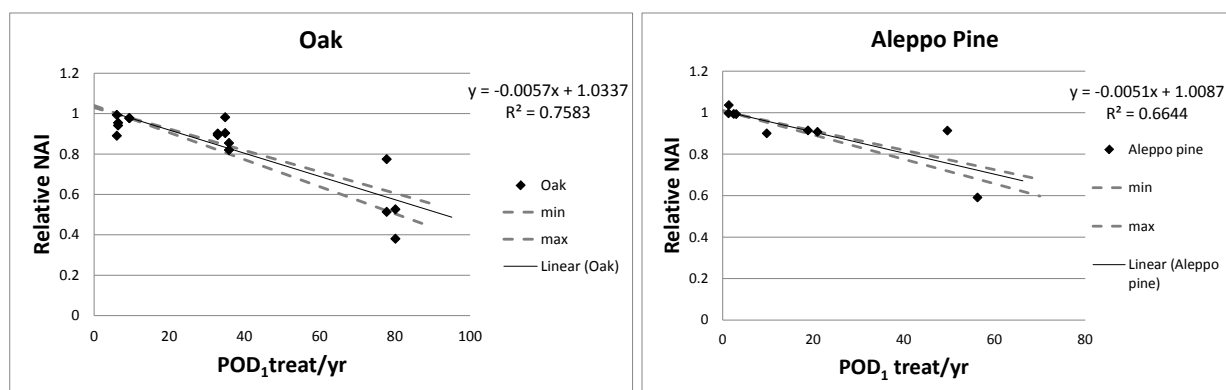 Oak
1.2
1
0.8
0.6
0.4
0.2
0
0
20
40
60
80
100
Relative NAI
POD₁treat/yr
y = -0.0057x + 1.0337
R² = 0.7583
Oak
min
max
Linear (Oak)
Aleppo Pine
1.2
1
0.8
0.6
0.4
0.2
0
0
20
40
60
80
Relative NAI
POD₁ treat/yr
y = -0.0051x + 1.0087
R² = 0.6644
Aleppo pine
min
max
Linear (Aleppo
pine)